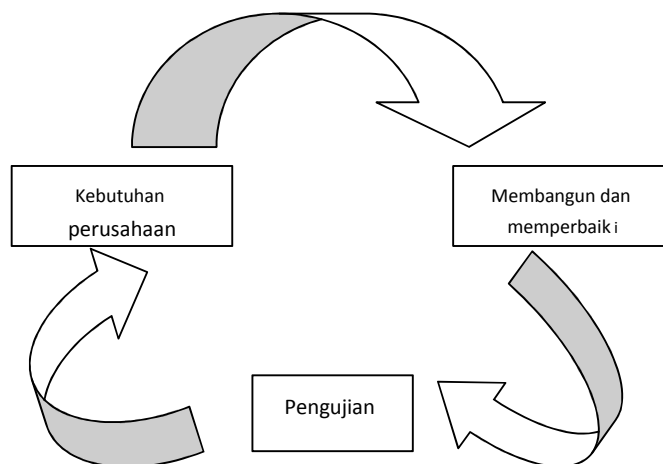 Kebutuhan
perusahaan
Membangun dan
memperbaik i
Pengujian